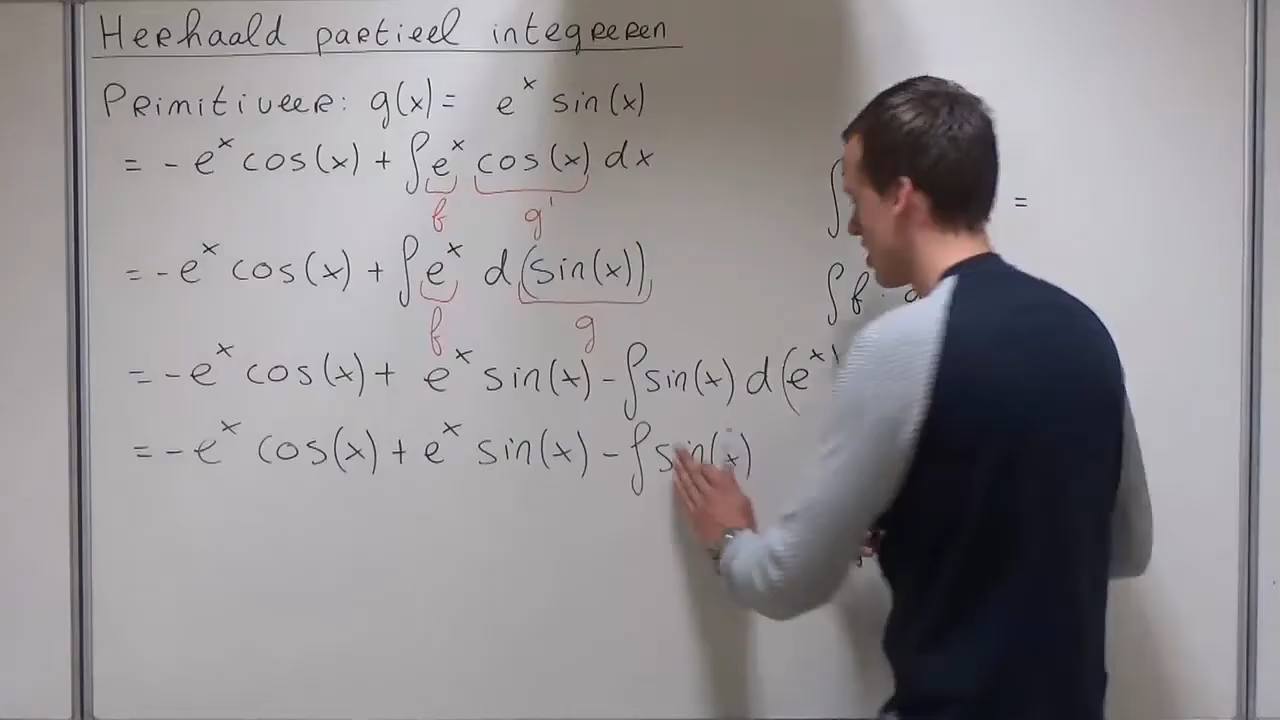 Herhaald partieel integreren
Primitiveer: g(x) = e^x sin(x)
= - e^x cos(x) + ∫ e^x cos(x) dx
f g'
= - e^x cos(x) + ∫ e^x d(sin(x))
f g
= - e^x cos(x) + e^x sin(x) - ∫ sin(x) d(e^x)
= - e^x cos(x) + e^x sin(x) - ∫ sin(x)
∫ =
∫ f ·